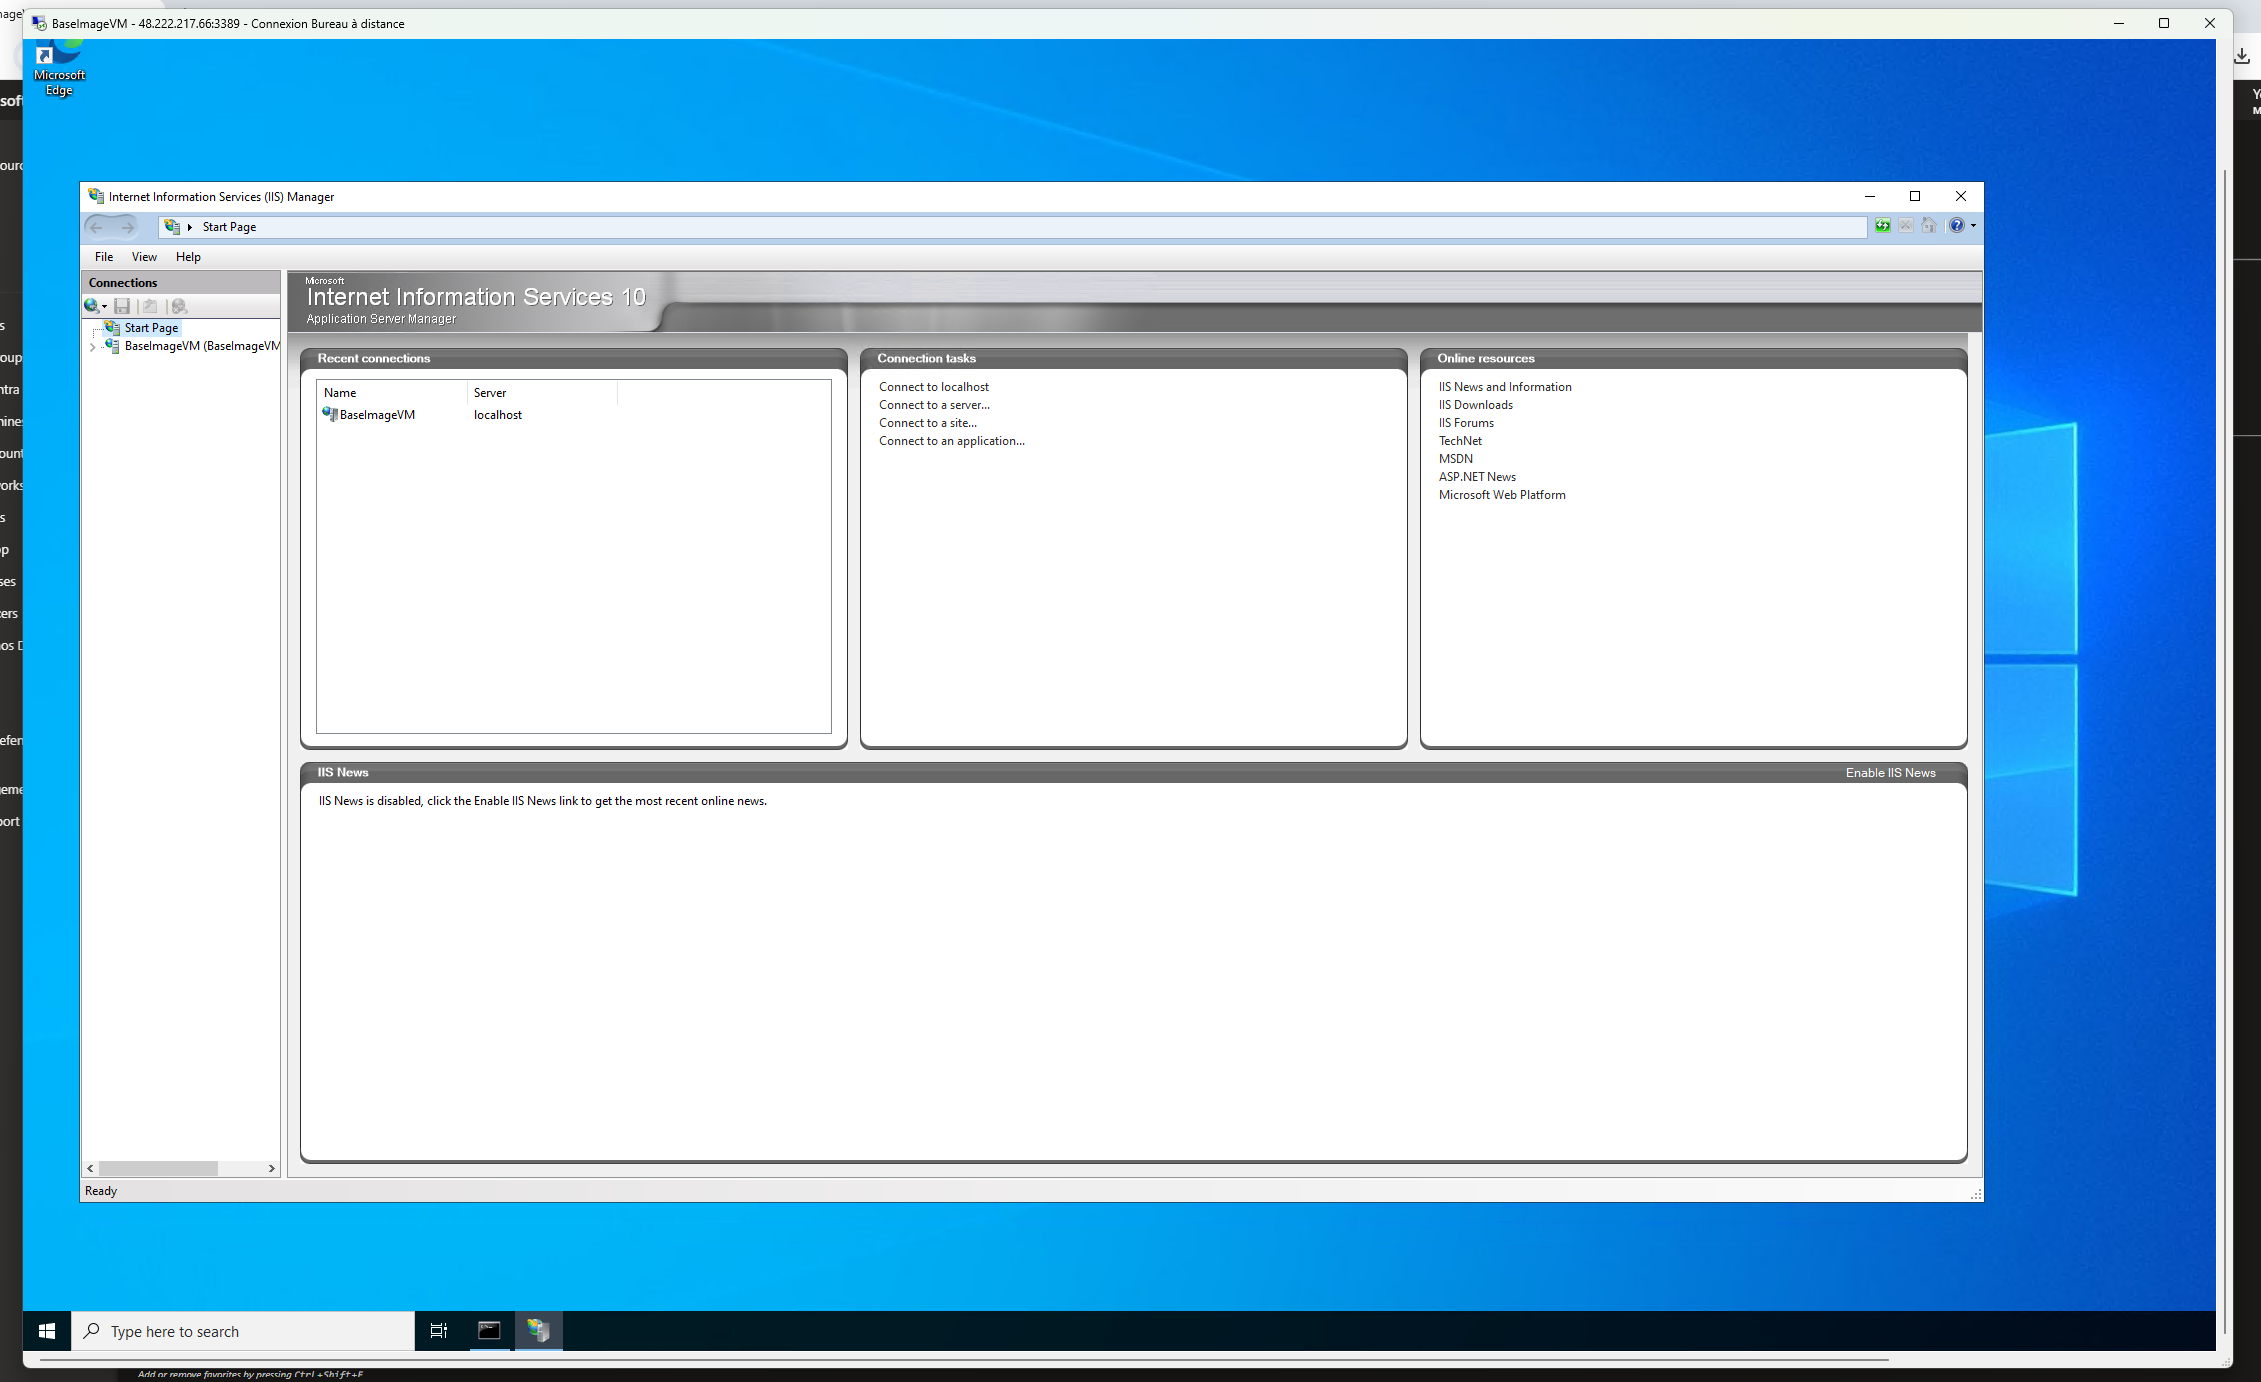 BaseImageVM - 48.222.217.66:3389 - Connexion Bureau à distance
Microsoft
Edge
Internet Information Services (IIS) Manager
Start Page
File View Help
Connections
Start Page
BaseImageVM (BaseImageVM
Microsoft
Internet Information Services 10
Application Server Manager
Recent connections
Name Server
BaseImageVM localhost
Connection tasks
Connect to localhost
Connect to a server...
Connect to a site...
Connect to an application...
Online resources
IIS News and Information
IIS Downloads
IIS Forums
TechNet
MSDN
ASP.NET News
Microsoft Web Platform
IIS News
Enable IIS News
IIS News is disabled, click the Enable IIS News link to get the most recent online news.
Ready
Type here to search
Add or remove favorites by pressing Ctrl+Shift+F